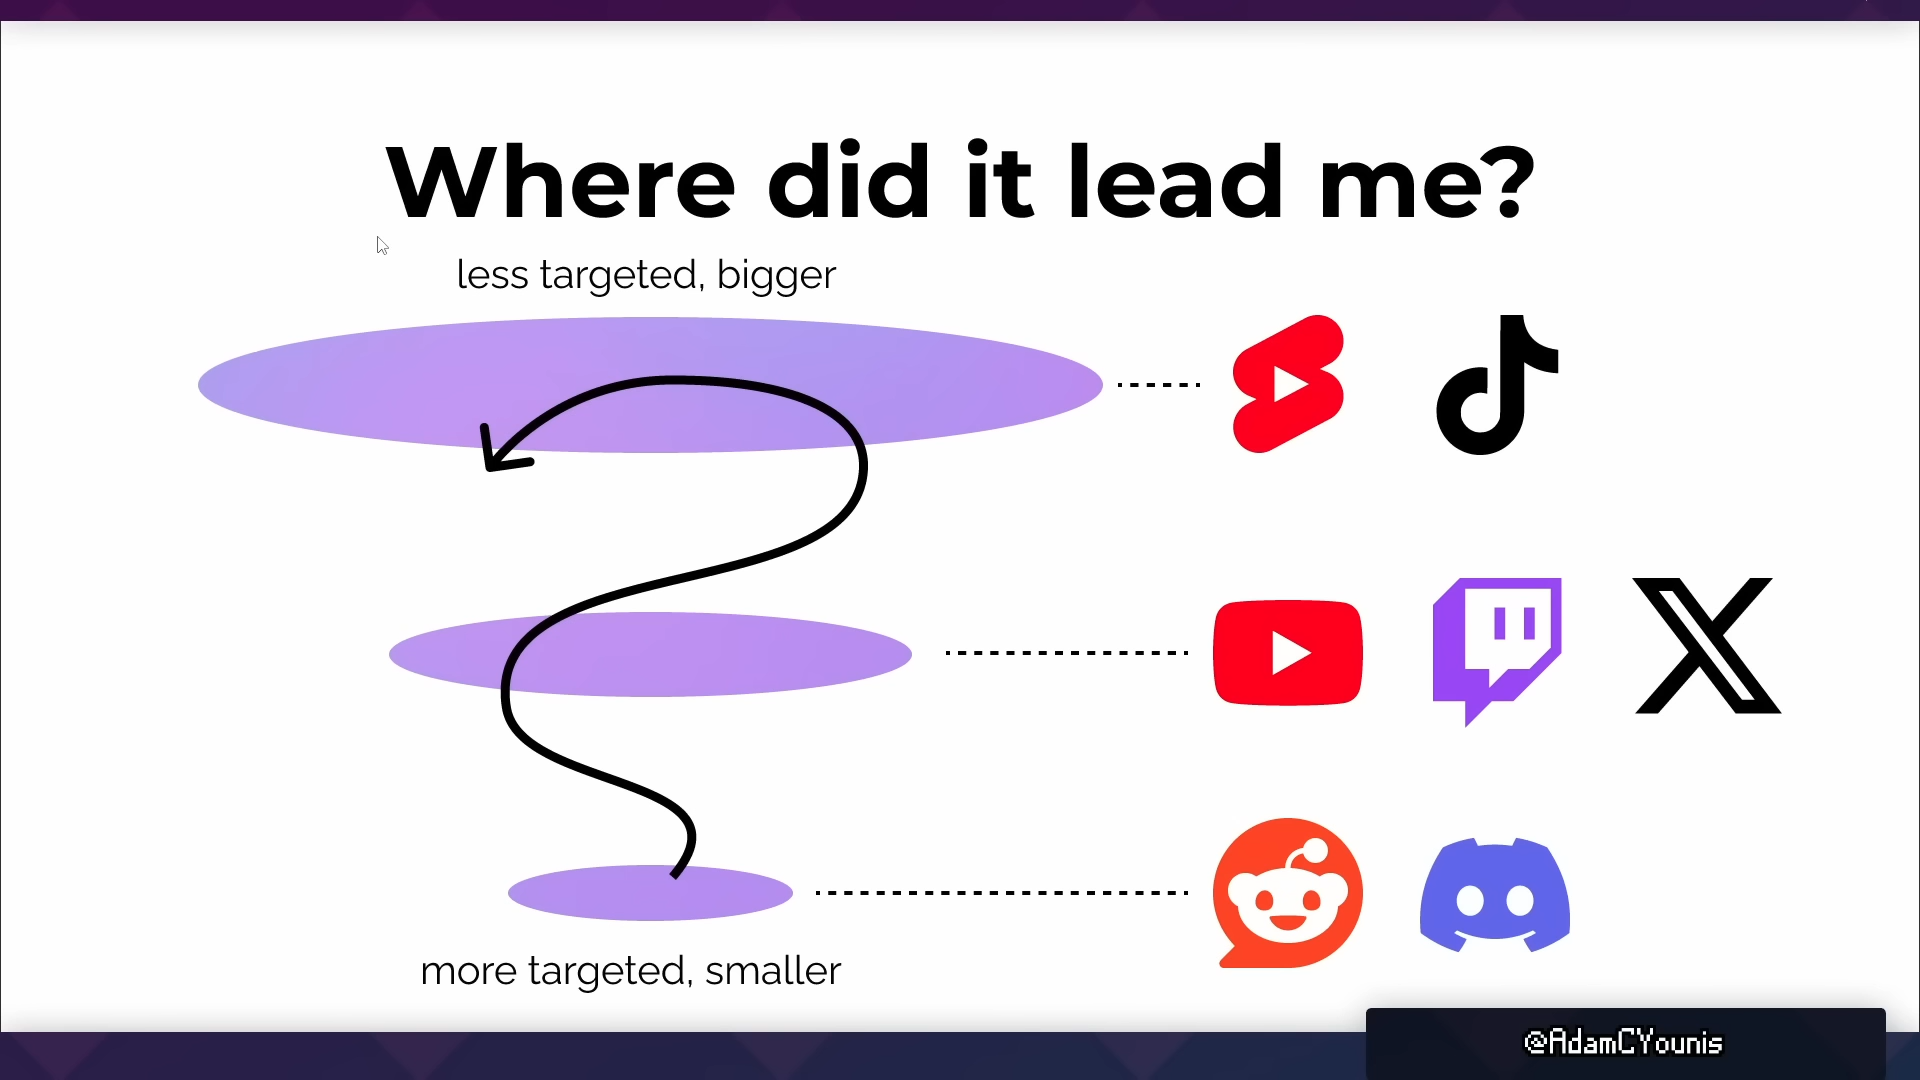 Where did it lead me?
less targeted, bigger
more targeted, smaller
@AdamCYounis